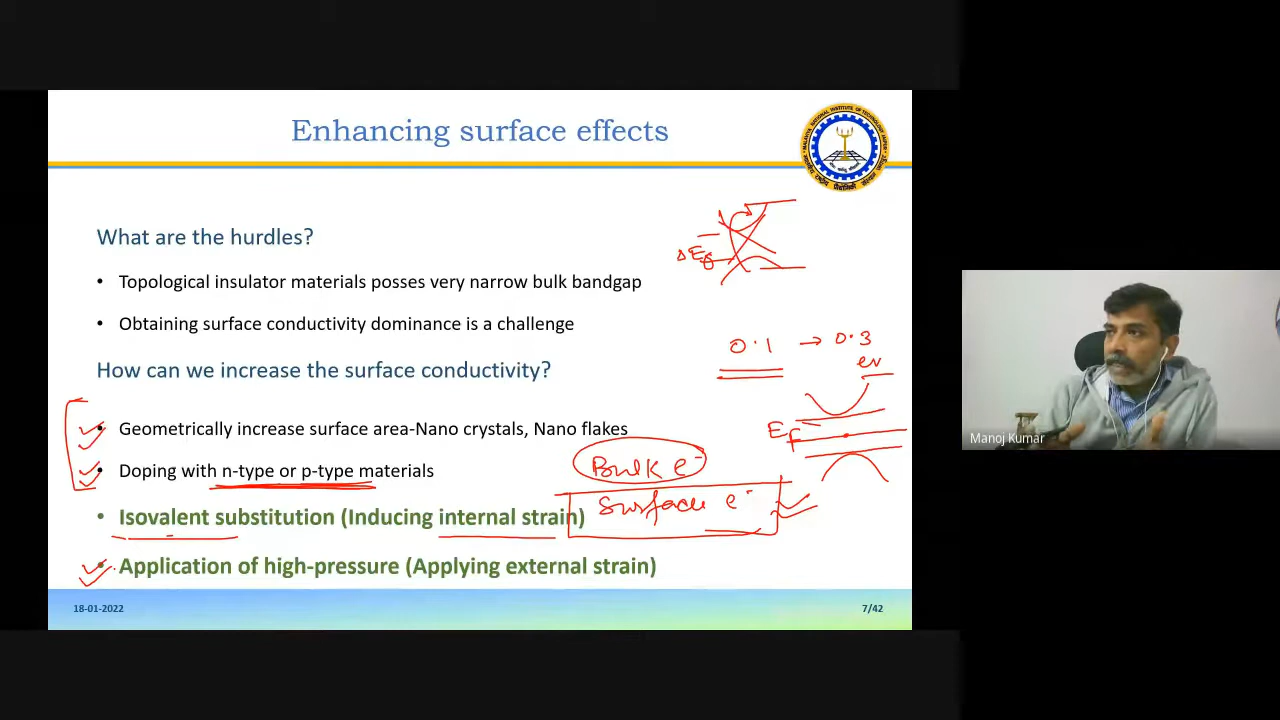 Enhancing surface effects
What are the hurdles?
• Topological insulator materials posses very narrow bulk bandgap
• Obtaining surface conductivity dominance is a challenge
How can we increase the surface conductivity?
• Geometrically increase surface area-Nano crystals, Nano flakes
• Doping with n-type or p-type materials
• Isovalent substitution (Inducing internal strain)
• Application of high-pressure (Applying external strain)
ΔEg
0.1 → 0.3
ev
EF
Bulk e⁻
Surface e⁻
18-01-2022
7/42
Manoj Kumar